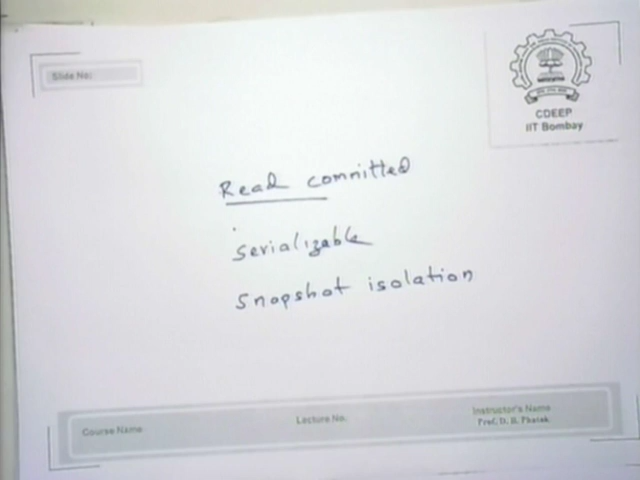 Slide No:
CDEEP
IIT Bombay
Read committed
serializable
snapshot isolation
Course Name
Lecture No.
Instructor's Name
Prof. D. B. Phatak